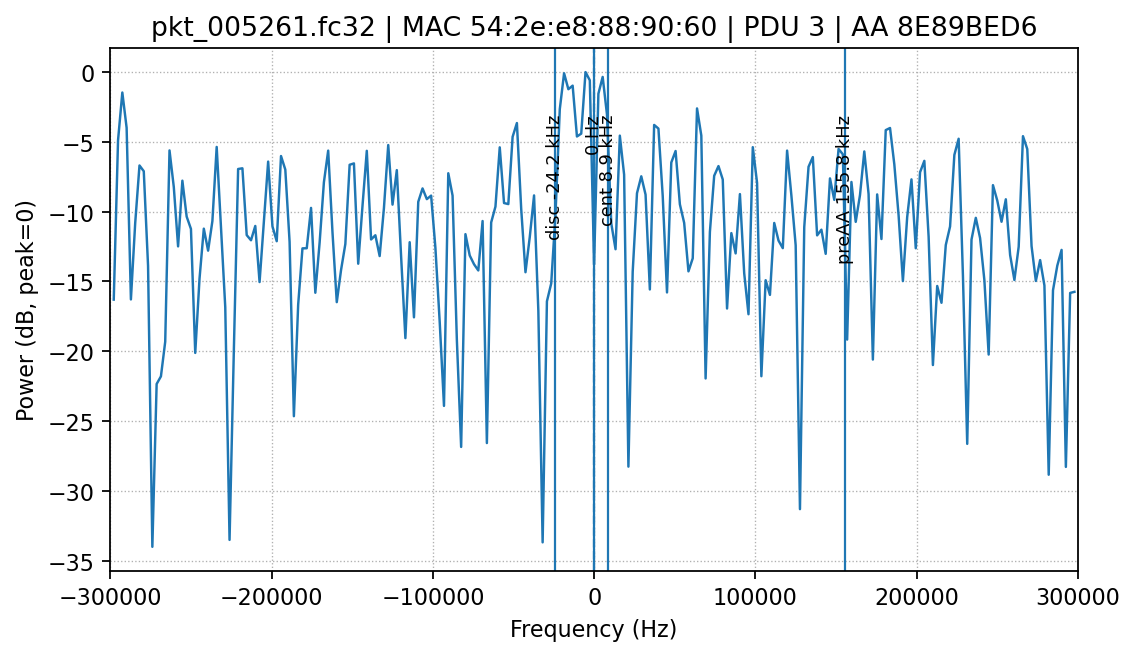 pkt_005261.fc32 | MAC 54:2e:e8:88:90:60 | PDU 3 | AA 8E89BED6
Power (dB, peak=0)
0
−5
−10
−15
−20
−25
−30
−35
disc -24.2 kHz
0 Hz
cent 8.9 kHz
preAA 155.8 kHz
−300000
−200000
−100000
0
100000
200000
300000
Frequency (Hz)